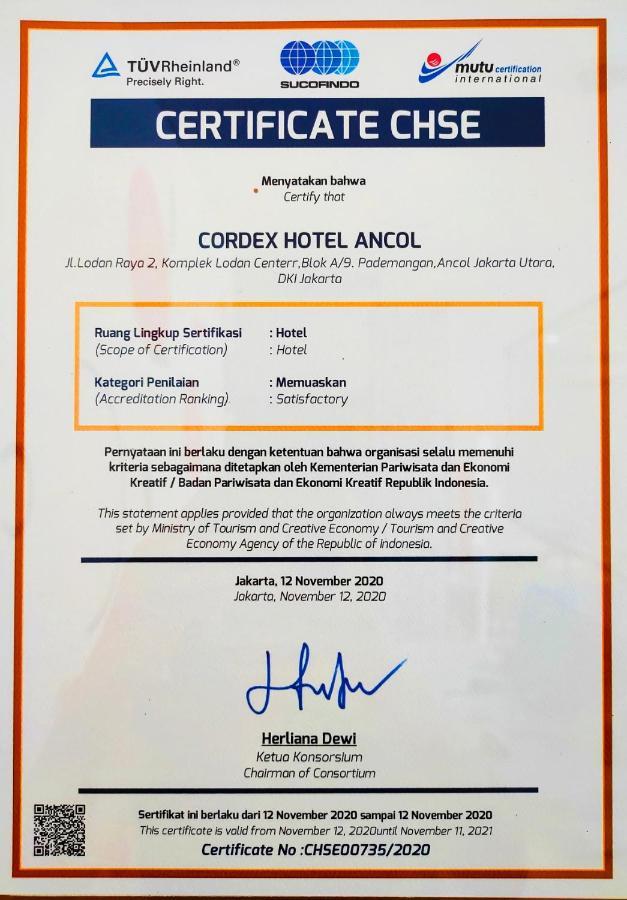 TÜVRheinland®
Precisely Right.
SUCOFINDO
mutu certification
international
CERTIFICATE CHSE
Menyatakan bahwa
Certify that
CORDEX HOTEL ANCOL
Jl.Lodan Raya 2, Komplek Lodan Centerr,Blok A/9. Pademangan,Ancol Jakarta Utara,
DKI Jakarta
Ruang Lingkup Sertifikasi : Hotel
(Scope of Certification) : Hotel
Kategori Penilaian : Memuaskan
(Accreditation Ranking) : Satisfactory
Pernyataan ini berlaku dengan ketentuan bahwa organisasi selalu memenuhi
kriteria sebagaimana ditetapkan oleh Kementerian Pariwisata dan Ekonomi
Kreatif / Badan Pariwisata dan Ekonomi Kreatif Republik Indonesia.
This statement applies provided that the organization always meets the criteria
set by Ministry of Tourism and Creative Economy / Tourism and Creative
Economy Agency of the Republic of Indonesia.
Jakarta, 12 November 2020
Jakarta, November 12, 2020
Herliana Dewi
Ketua Konsorsium
Chairman of Consortium
Sertifikat ini berlaku dari 12 November 2020 sampai 12 November 2020
This certificate is valid from November 12, 2020until November 11, 2021
Certificate No :CHSE00735/2020